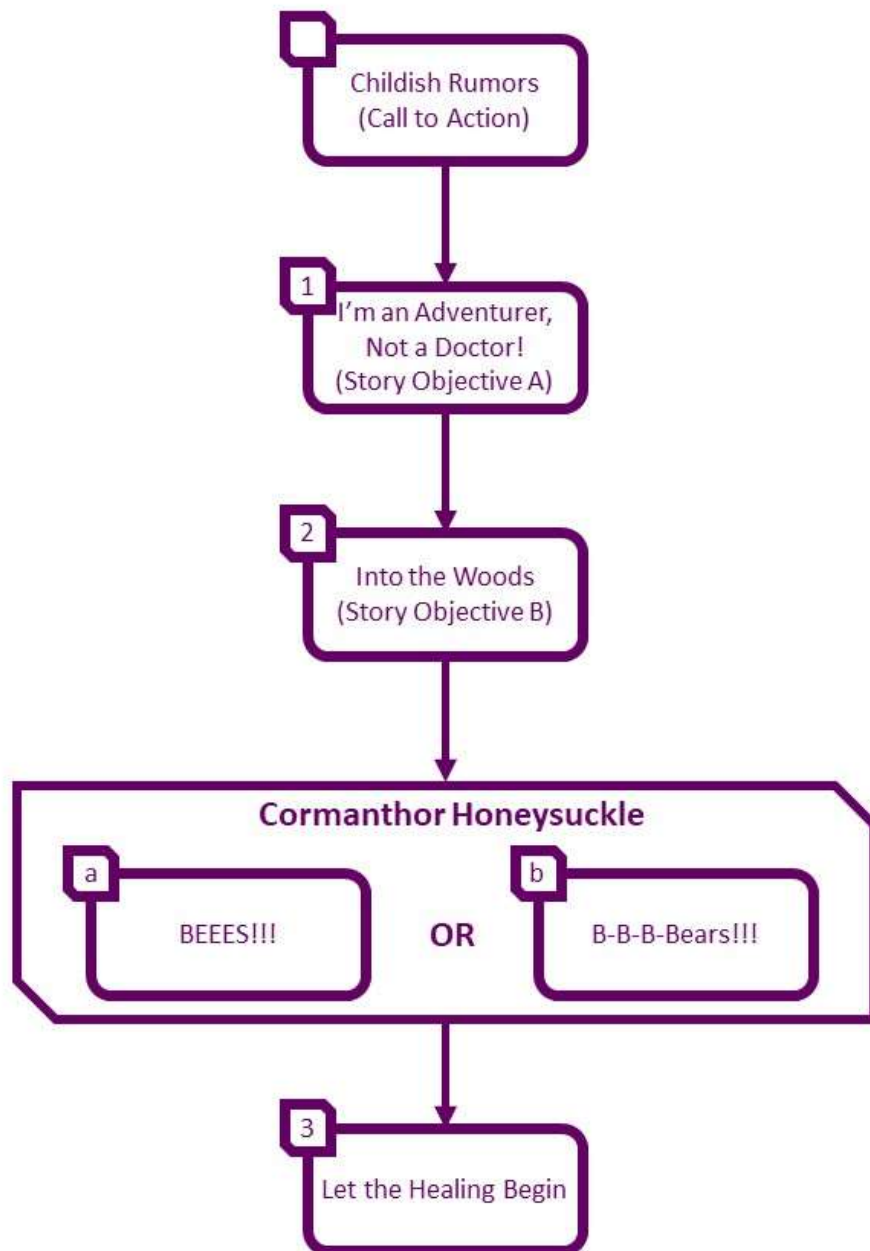 Childish Rumors
(Call to Action)
1
I'm an Adventurer,
Not a Doctor!
(Story Objective A)
2
Into the Woods
(Story Objective B)
Cormanthor Honeysuckle
a
BEEES!!!
OR
b
B-B-B-Bears!!!
3
Let the Healing Begin